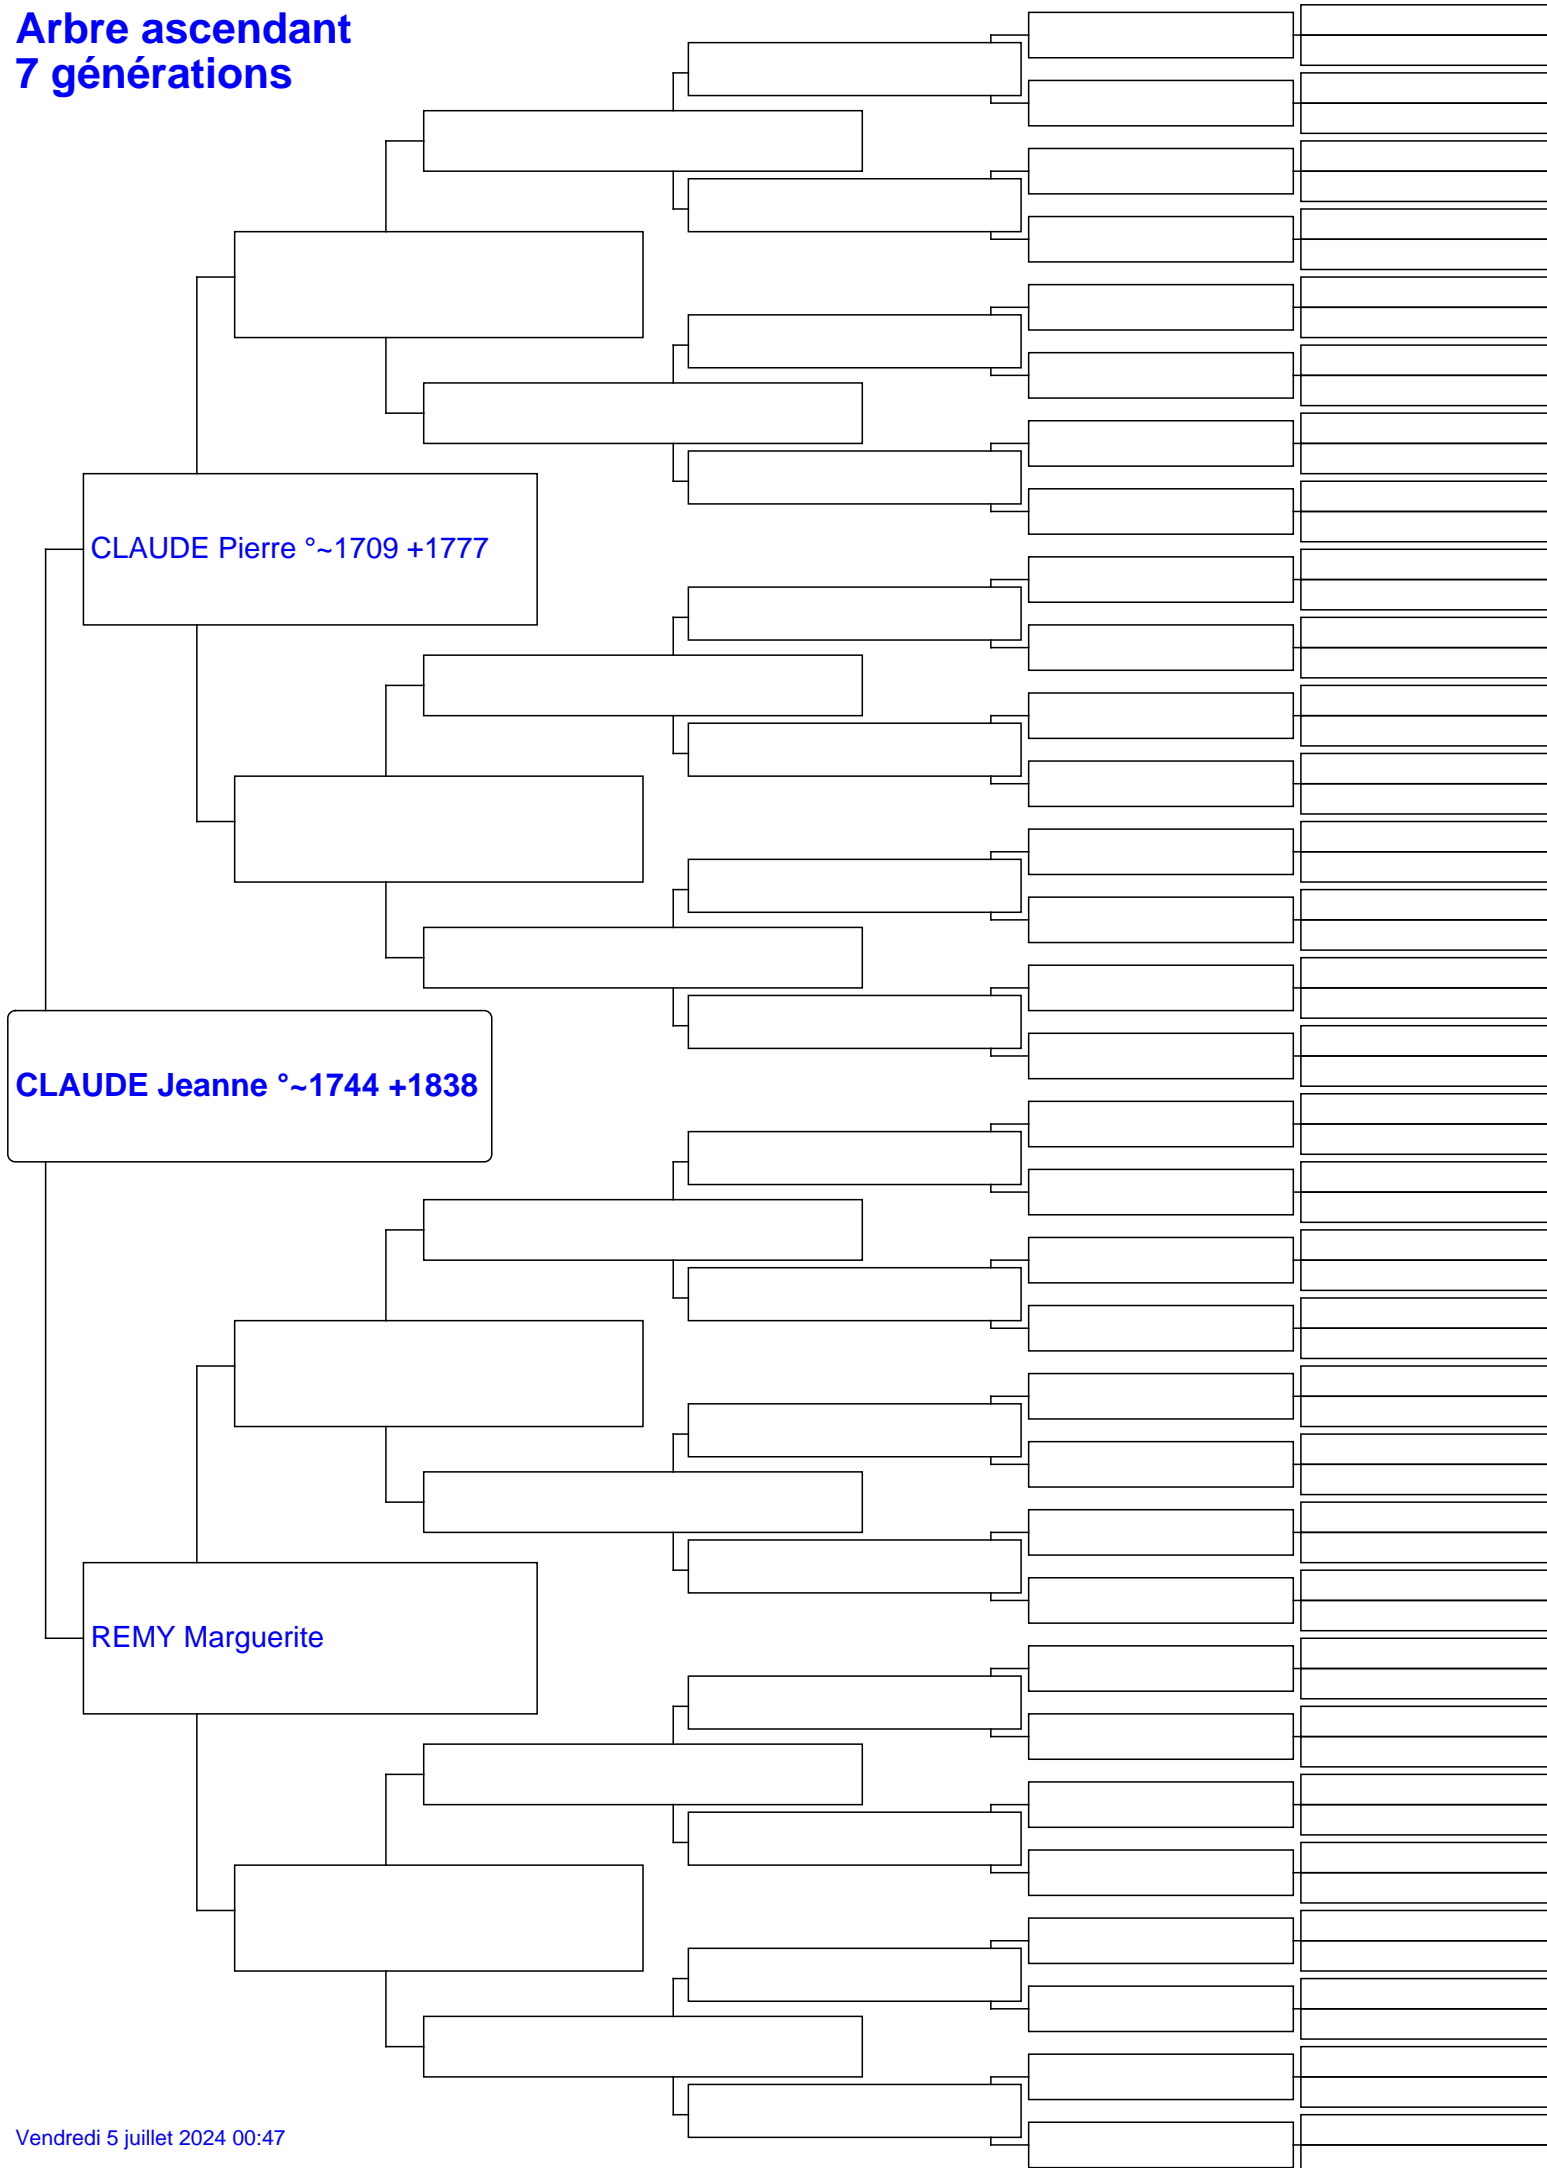 Arbre ascendant
7 générations
CLAUDE Pierre °~1709 +1777
CLAUDE Jeanne °~1744 +1838
REMY Marguerite
Vendredi 5 juillet 2024 00:47